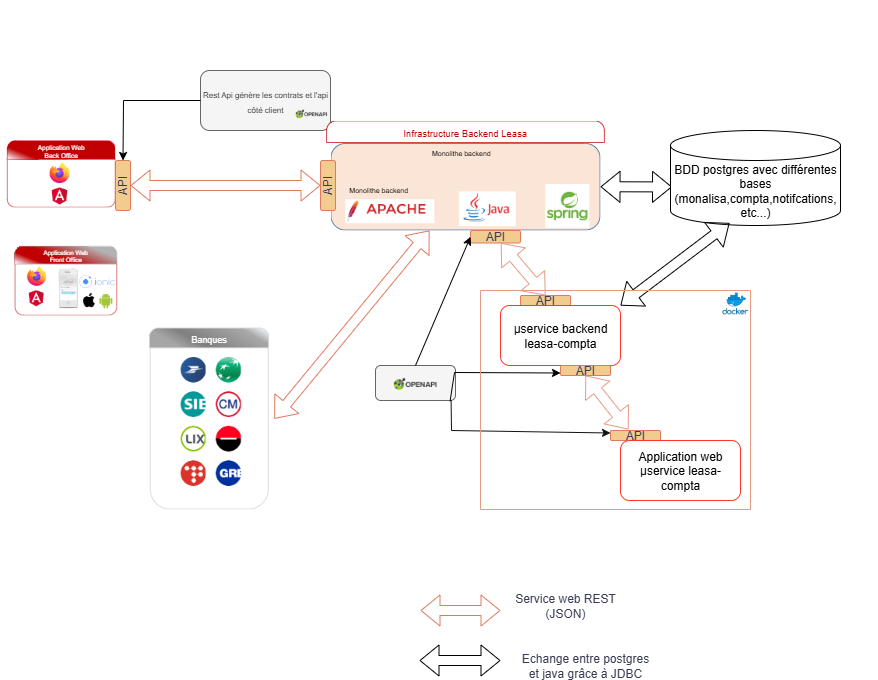 Rest Api génère les contrats et l'api
côté client
OPENAPI
Infrastructure Backend Leasa
Monolithe backend
Monolithe backend
APACHE
Java
spring
API
API
API
Application Web
Back Office
BDD postgres avec différentes
bases
(monalisa,compta,notifcations,
etc...)
Application Web
Front Office
ionic
docker
API
µservice backend
leasa-compta
API
Banques
SIE
CM
LIX
GRE
OPENAPI
API
Application web
µservice leasa-
compta
Service web REST
(JSON)
Echange entre postgres
et java grâce à JDBC